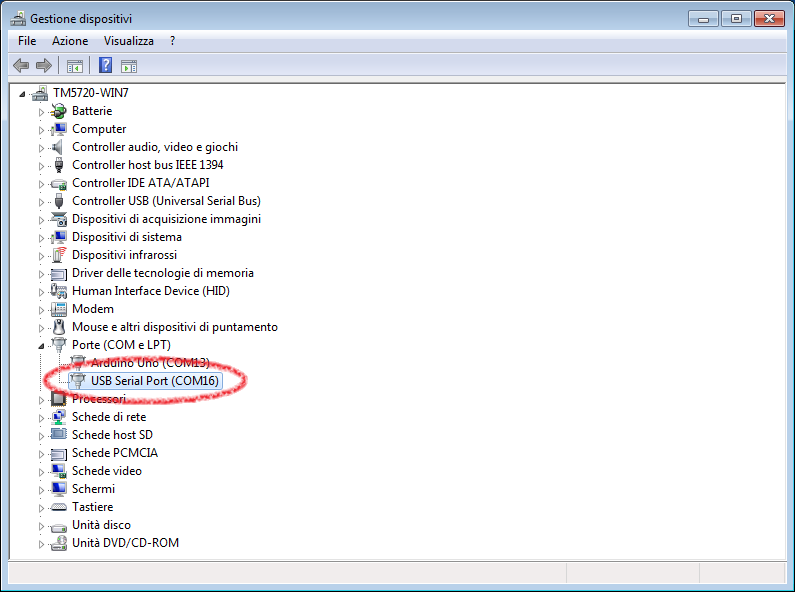 Gestione dispositivi
File Azione Visualizza ?
TM5720-WIN7
Batterie
Computer
Controller audio, video e giochi
Controller host bus IEEE 1394
Controller IDE ATA/ATAPI
Controller USB (Universal Serial Bus)
Dispositivi di acquisizione immagini
Dispositivi di sistema
Dispositivi infrarossi
Driver delle tecnologie di memoria
Human Interface Device (HID)
Modem
Mouse e altri dispositivi di puntamento
Porte (COM e LPT)
Arduino Uno (COM13)
USB Serial Port (COM16)
Processori
Schede di rete
Schede host SD
Schede PCMCIA
Schede video
Schermi
Tastiere
Unità disco
Unità DVD/CD-ROM